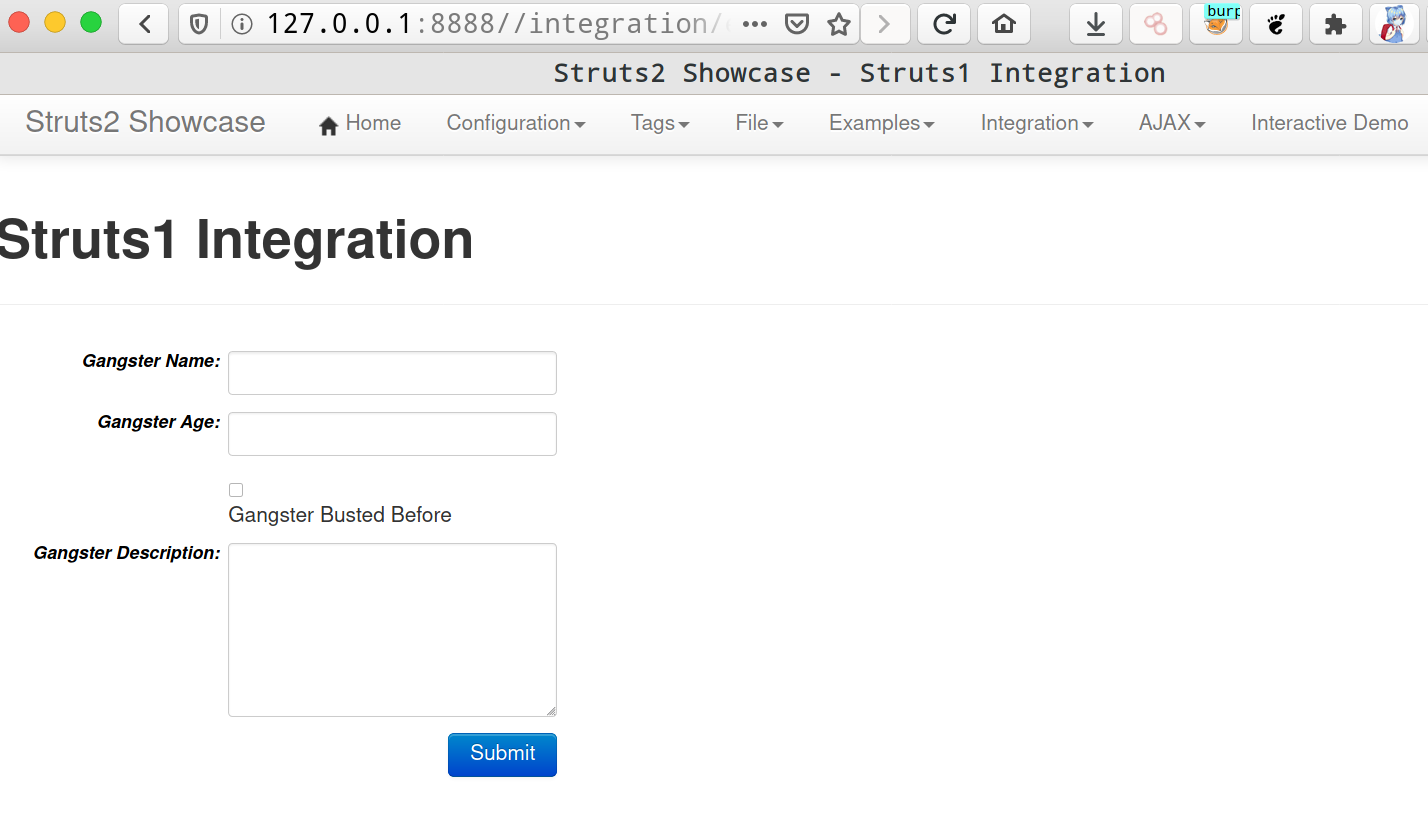 127.0.0.1:8888//integration/
burp
Struts2 Showcase - Struts1 Integration
Struts2 Showcase Home Configuration Tags File Examples Integration AJAX Interactive Demo
Struts1 Integration
Gangster Name:
Gangster Age:
Gangster Busted Before
Gangster Description:
Submit